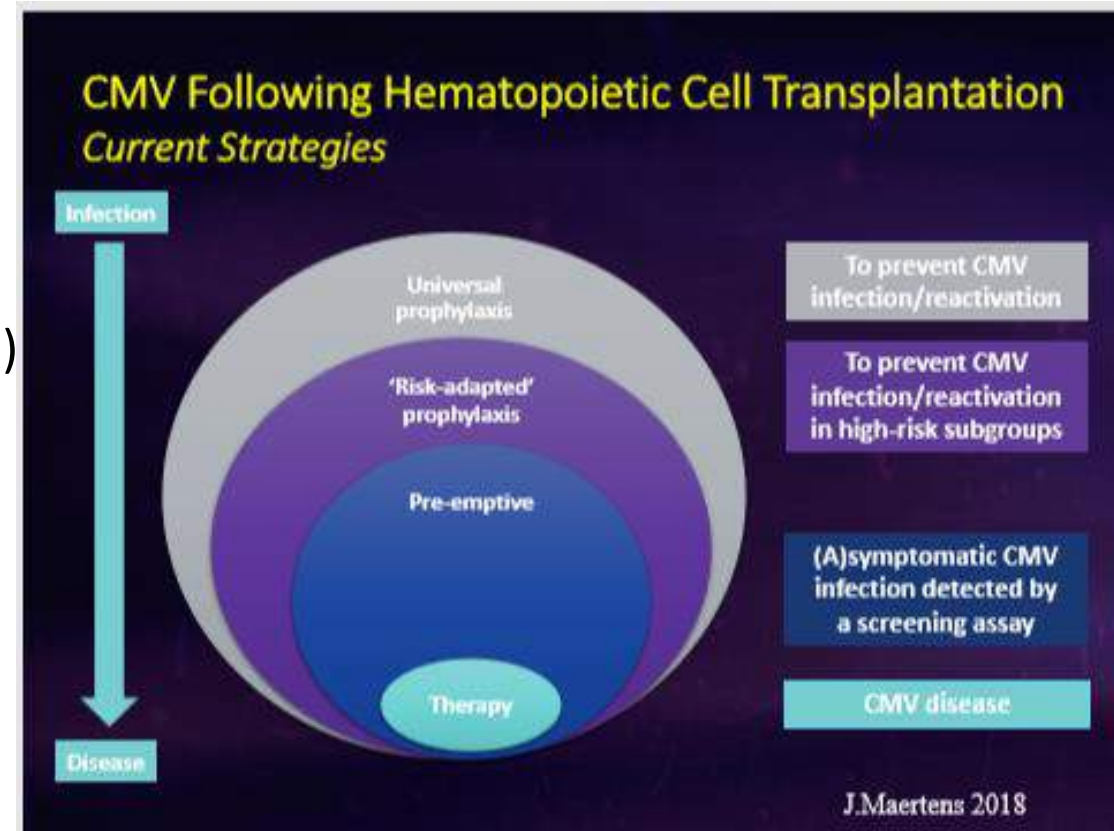 CMV Following Hematopoietic Cell Transplantation
Current Strategies
Infection
Universal
prophylaxis
To prevent CMV
infection/reactivation
)
'Risk-adapted'
prophylaxis
To prevent CMV
infection/reactivation
in high-risk subgroups
Pre-emptive
(A)symptomatic CMV
infection detected by
a screening assay
Therapy
CMV disease
Disease
J.Maertens 2018